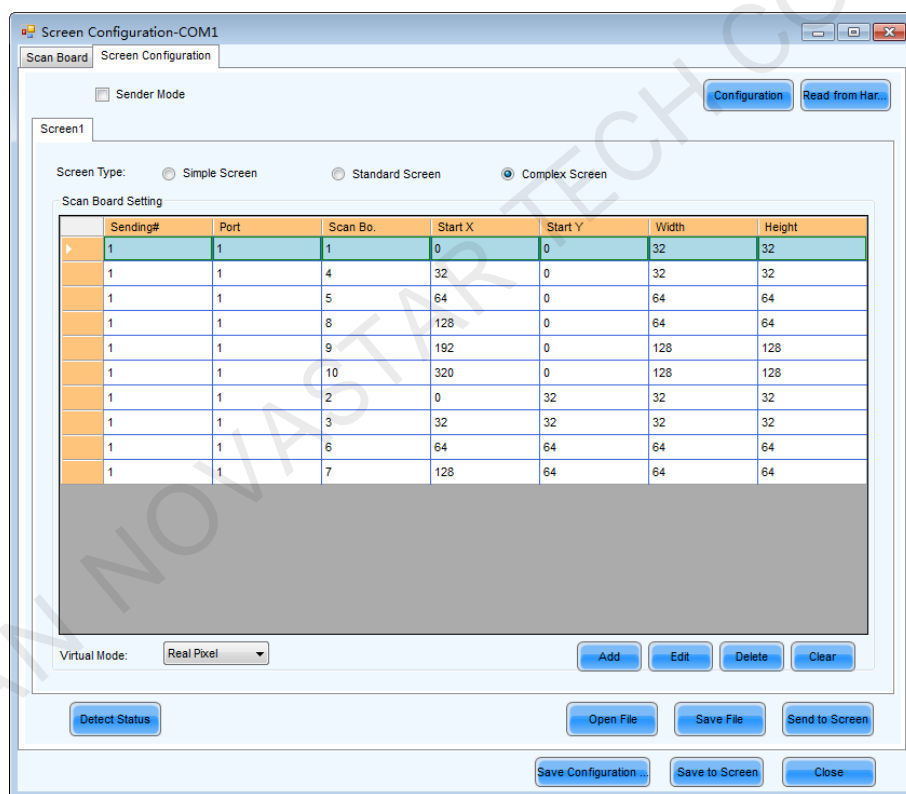 Screen Configuration-COM1
Scan Board Screen Configuration
Sender Mode
Configuration Read from Har...
Screen1
Screen Type: Simple Screen Standard Screen Complex Screen
Scan Board Setting
Sending# Port Scan Bo. Start X Start Y Width Height
1 1 1 0 0 32 32
1 1 4 32 0 32 32
1 1 5 64 0 64 64
1 1 8 128 0 64 64
1 1 9 192 0 128 128
1 1 10 320 0 128 128
1 1 2 0 32 32 32
1 1 3 32 32 32 32
1 1 6 64 64 64 64
1 1 7 128 64 64 64
Virtual Mode: Real Pixel Add Edit Delete Clear
Detect Status Open File Save File Send to Screen
Save Configuration ... Save to Screen Close
AN NOVASTAR TECH CO